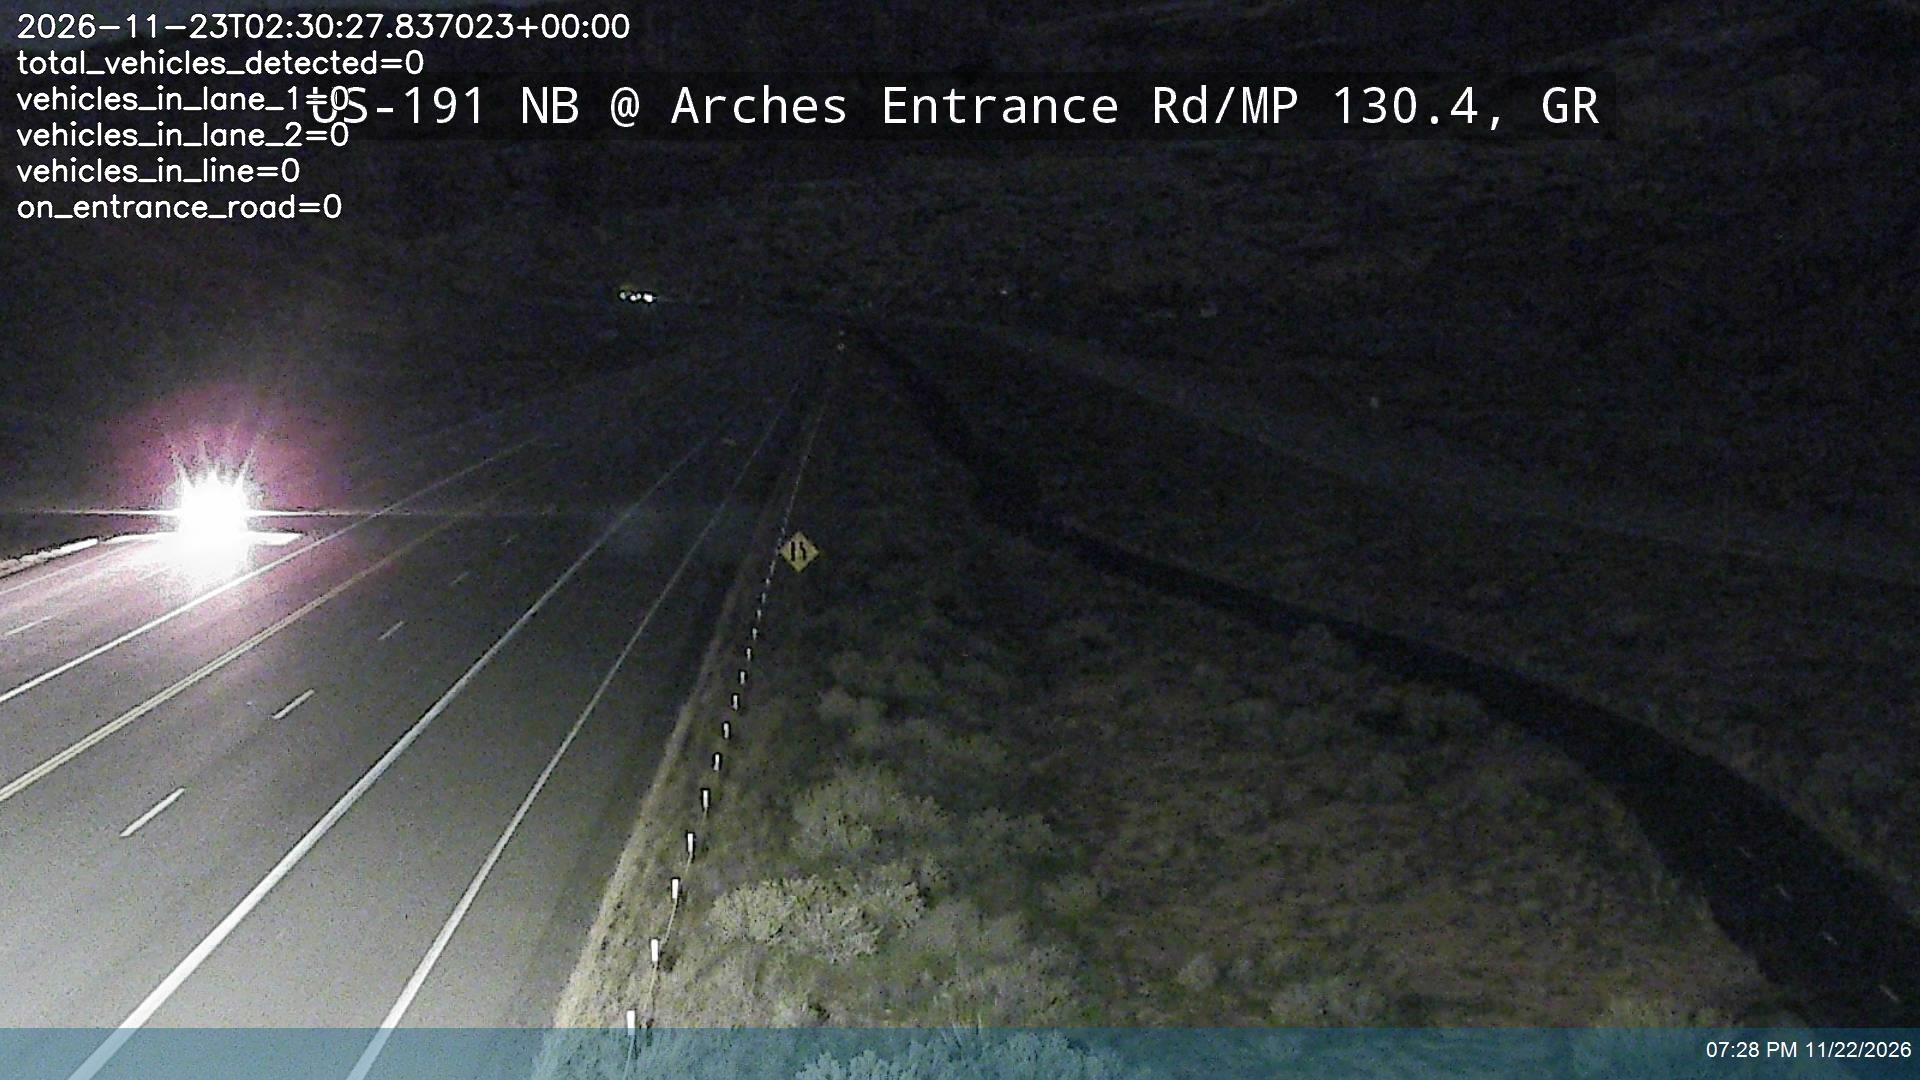 2026-11-23T02:30:27.837023+00:00
total_vehicles_detected=0
vehicles_in_lane_1=0
US-191 NB @ Arches Entrance Rd/MP 130.4, GR
vehicles_in_lane_2=0
vehicles_in_line=0
on_entrance_road=0
07:28 PM 11/22/2026